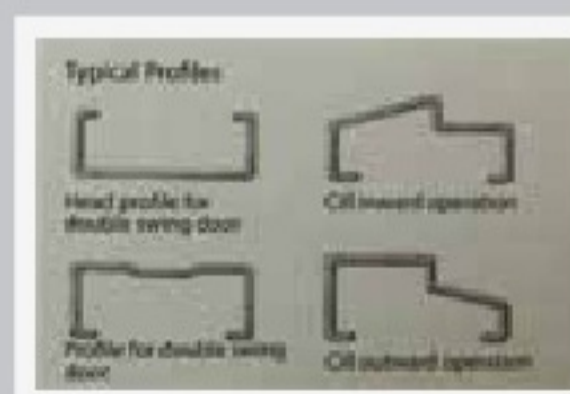 Typical Profiles
Head profile for
double swing door
Cill inward operation
Profile for double swing
door
Cill outward operation